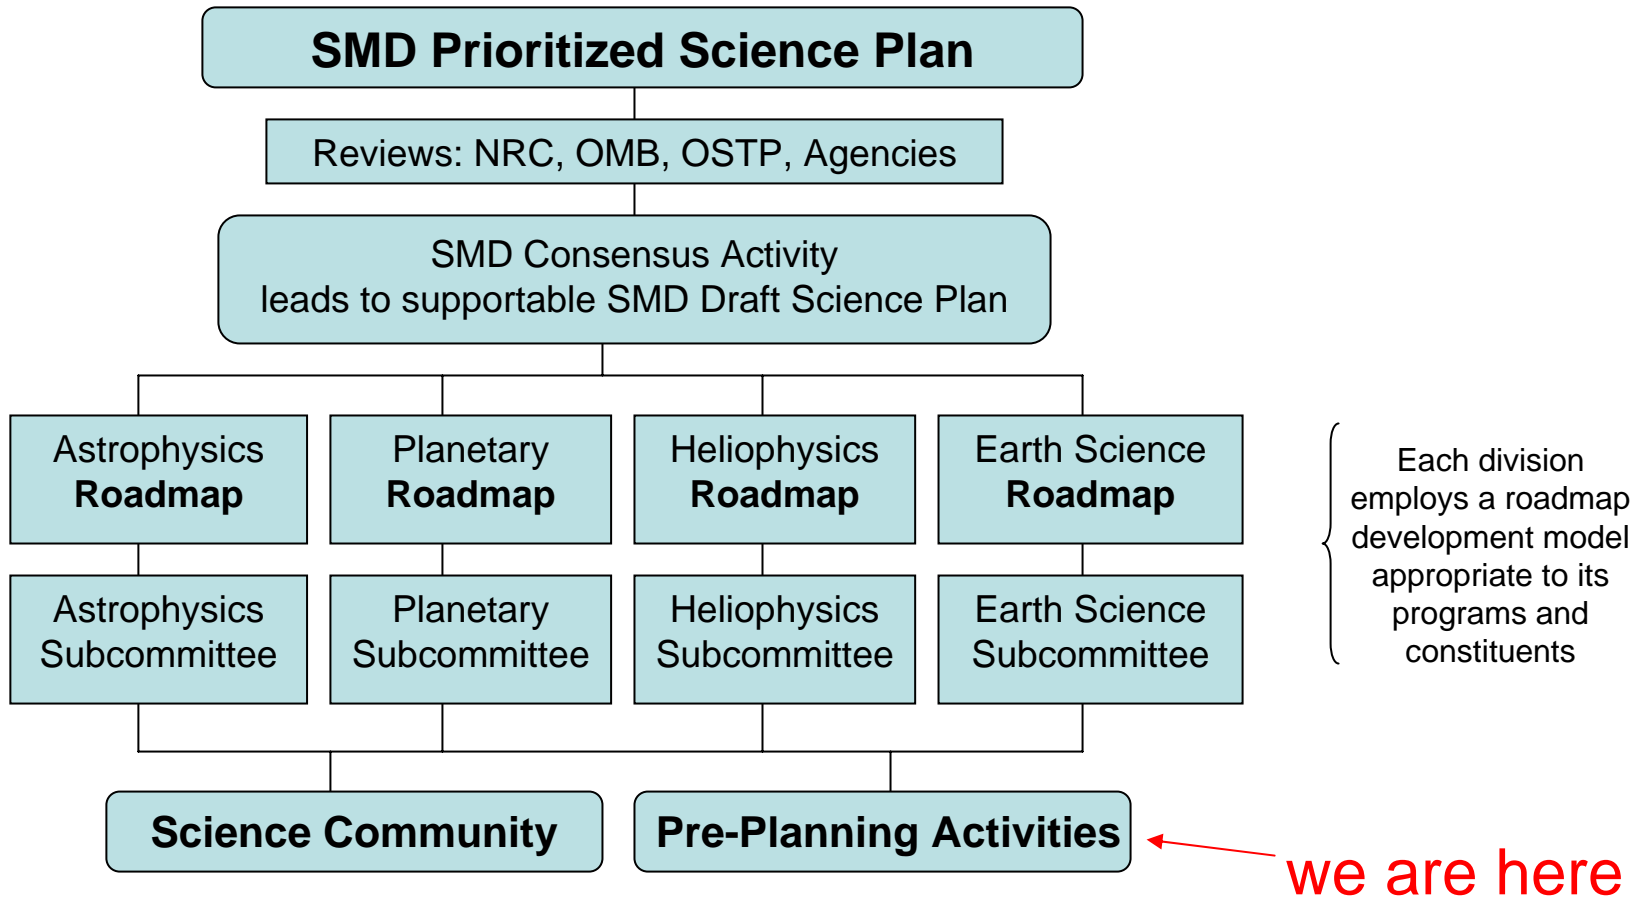 SMD Prioritized Science Plan
Reviews: NRC, OMB, OSTP, Agencies
SMD Consensus Activity
leads to supportable SMD Draft Science Plan
Astrophysics
Roadmap
Planetary
Roadmap
Heliophysics
Roadmap
Earth Science
Roadmap
Each division
employs a roadmap
development model
appropriate to its
programs and
constituents
Astrophysics
Subcommittee
Planetary
Subcommittee
Heliophysics
Subcommittee
Earth Science
Subcommittee
Science Community
Pre-Planning Activities
we are here